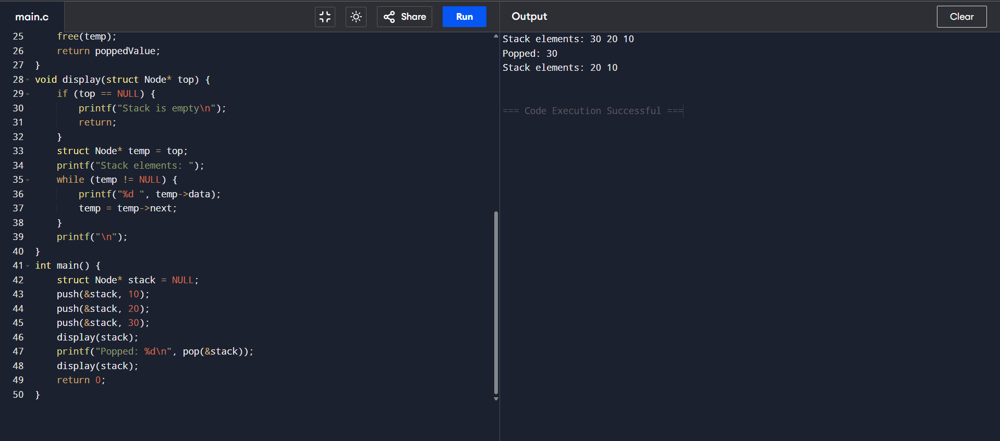 main.c
Share
Run
Output
Clear
25 free(temp);
26 return poppedValue;
27 }
28 void display(struct Node* top) {
29 if (top == NULL) {
30 printf("Stack is empty\n");
31 return;
32 }
33 struct Node* temp = top;
34 printf("Stack elements: ");
35 while (temp != NULL) {
36 printf("%d ", temp->data);
37 temp = temp->next;
38 }
39 printf("\n");
40 }
41 int main() {
42 struct Node* stack = NULL;
43 push(&stack, 10);
44 push(&stack, 20);
45 push(&stack, 30);
46 display(stack);
47 printf("Popped: %d\n", pop(&stack));
48 display(stack);
49 return 0;
50 }
Stack elements: 30 20 10
Popped: 30
Stack elements: 20 10
=== Code Execution Successful ===